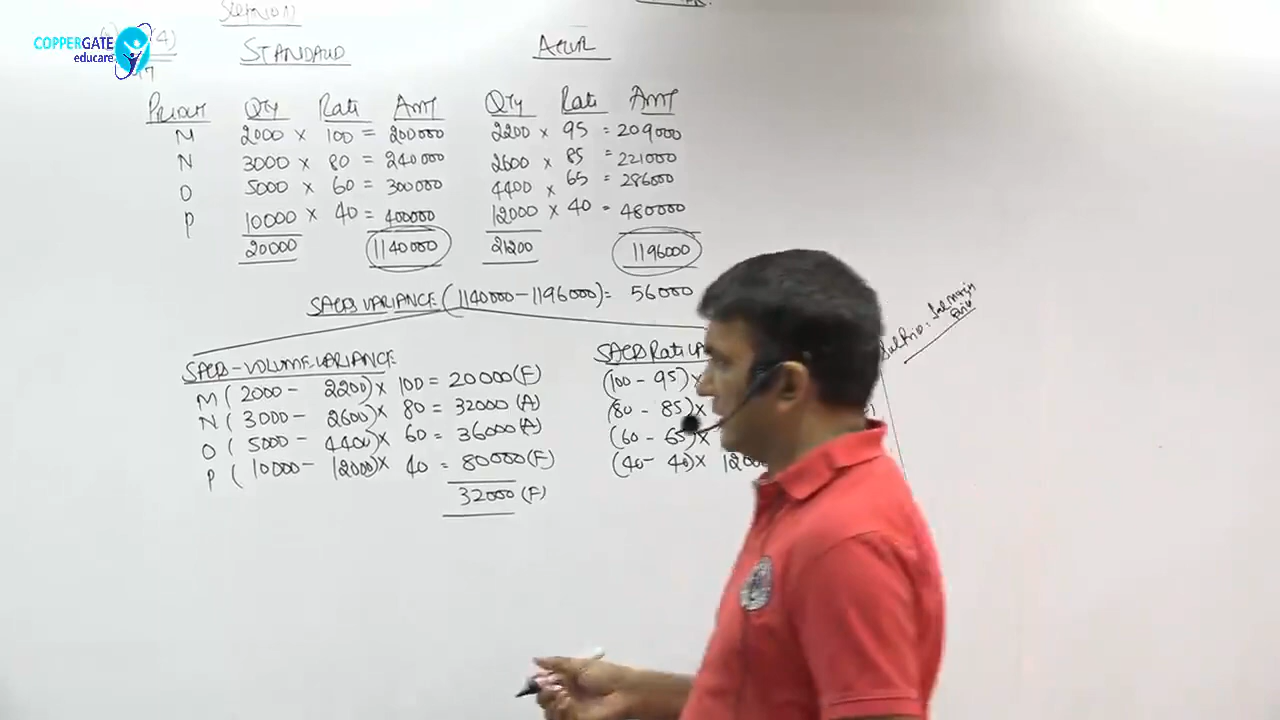 COPPERGATE
educare
STANDARD ACTUAL
PRODUCT QTY Rate AMT QTY Rate AMT
M 2000 × 100 = 200000 2200 × 95 = 209000
N 3000 × 80 = 240000 2600 × 85 = 221000
O 5000 × 60 = 300000 4400 × 65 = 286000
P 10000 × 40 = 400000 12000 × 40 = 480000
20000 1140000 21200 1196000
SALES VARIANCE (1140000 - 1196000) = 56000
SALES - VOLUME VARIANCE SALES Rate VA
M ( 2000 - 2200) × 100 = 20000 (F) (100 - 95) ×
N ( 3000 - 2600) × 80 = 32000 (A) (80 - 85) ×
O ( 5000 - 4400) × 60 = 36000 (A) (60 - 65) ×
P ( 10000 - 12000) × 40 = 80000 (F) (40 - 40) × 12000
32000 (F)